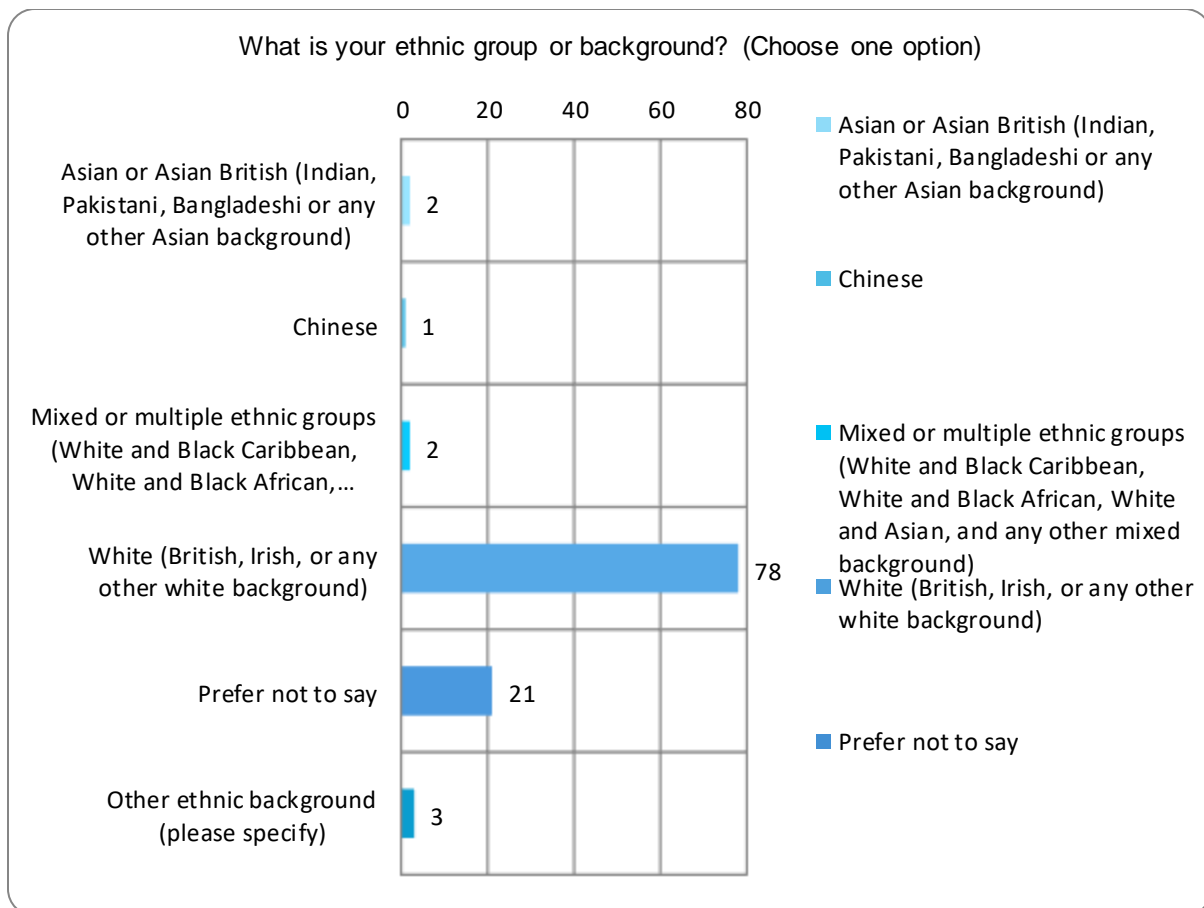 What is your ethnic group or background? (Choose one option)
0 20 40 60 80
Asian or Asian British (Indian,
Pakistani, Bangladeshi or any
other Asian background)
2
Chinese
1
Mixed or multiple ethnic groups
(White and Black Caribbean,
White and Black African,…
2
White (British, Irish, or any
other white background)
78
Prefer not to say
21
Other ethnic background
(please specify)
3
Asian or Asian British (Indian,
Pakistani, Bangladeshi or any
other Asian background)
Chinese
Mixed or multiple ethnic groups
(White and Black Caribbean,
White and Black African, White
and Asian, and any other mixed
background)
White (British, Irish, or any other
white background)
Prefer not to say